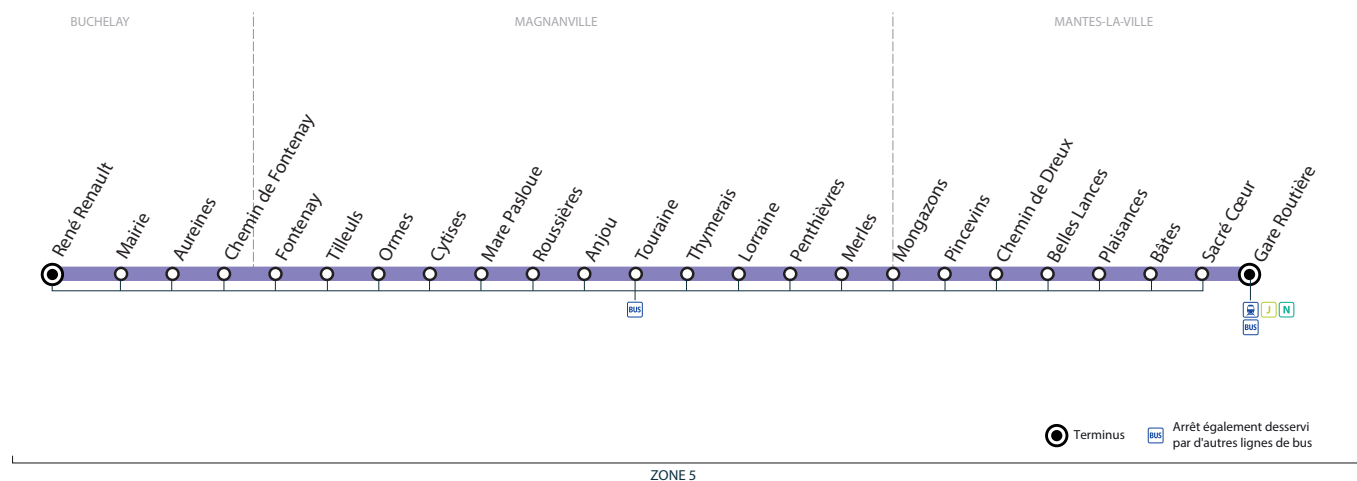 BUCHELAY
MAGNANVILLE
MANTES-LA-VILLE
René Renault
Mairie
Aureines
Chemin de Fontenay
Fontenay
Tilleuls
Ormes
Cytises
Mare Pasloue
Roussières
Anjou
Touraine
Thymerais
Lorraine
Penthièvres
Merles
Mongazons
Pincevins
Chemin de Dreux
Belles Lances
Plaisances
Bâtes
Sacré Cœur
Gare Routière
BUS
J N
BUS
Terminus
BUS
Arrêt également desservi
par d'autres lignes de bus
ZONE 5